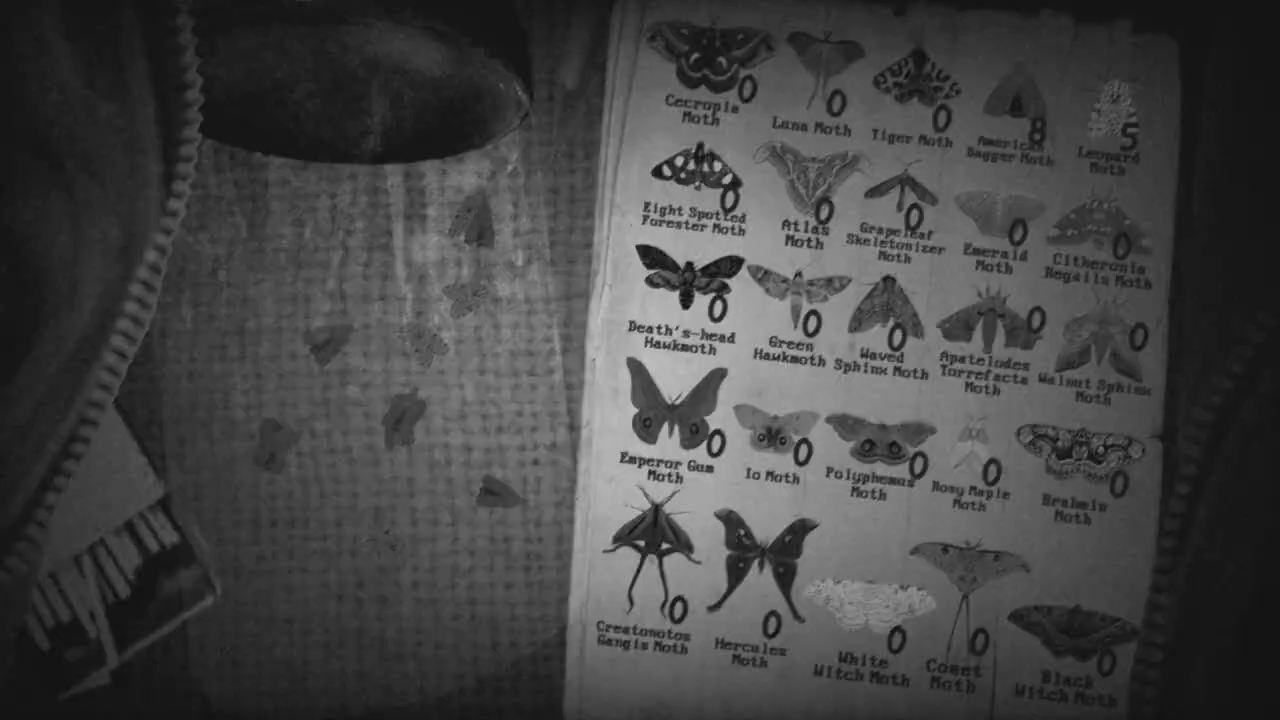 0
Cecropia
Moth
0
Luna Moth
0
Tiger Moth
8
American
Dagger Moth
5
Leopard
Moth
0
Eight Spotted
Forester Moth
0
Atlas
Moth
0
Grapeleaf
Skeletonizer
Moth
0
Emerald
Moth
0
Citheronia
Regalis Moth
0
Death's-head
Hawkmoth
0
Green
Hawkmoth
0
Waved
Sphinx Moth
0
Apatelodes
Torrefacta
Moth
0
Walnut Sphinx
Moth
0
Emperor Gum
Moth
0
Io Moth
0
Polyphemus
Moth
0
Rosy Maple
Moth
0
Brahmin
Moth
0
Creatonotos
Gangis Moth
0
Hercules
Moth
0
White
Witch Moth
0
Comet
Moth
0
Black
Witch Moth